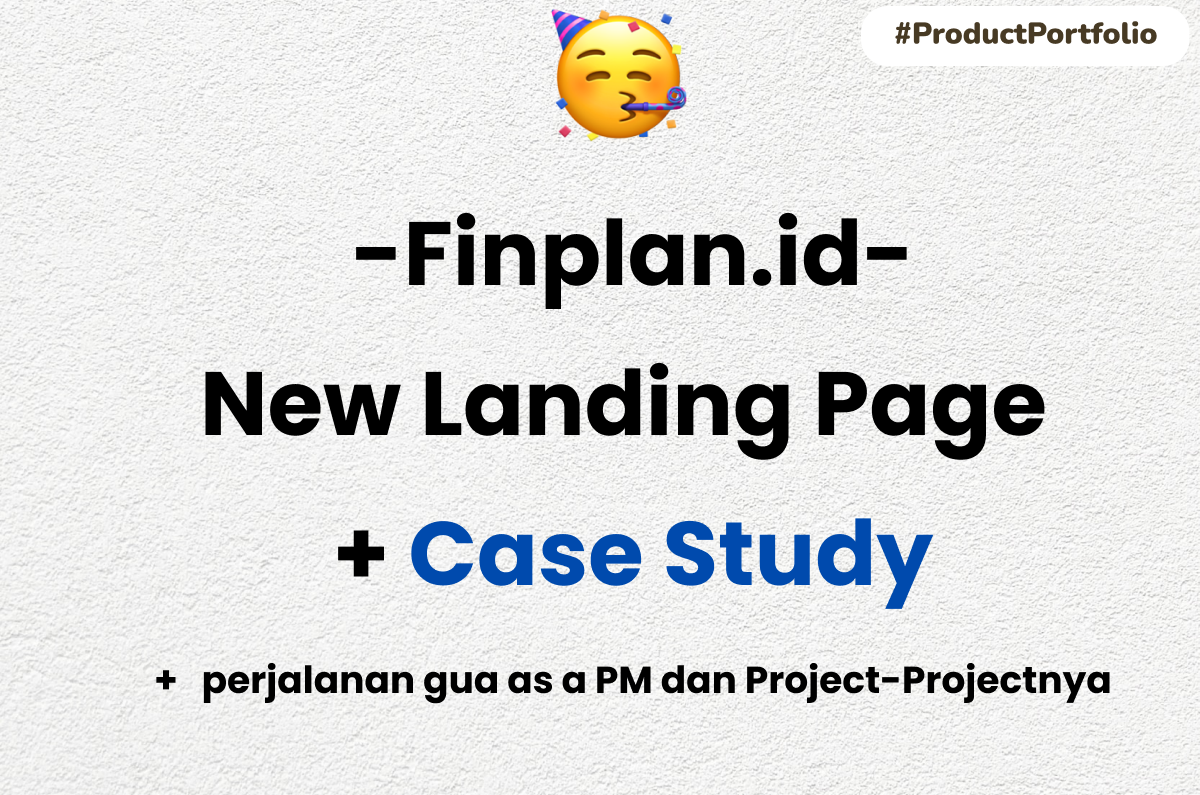 #ProductPortfolio
-Finplan.id-
New Landing Page
+ Case Study
+ perjalanan gua as a PM dan Project-Projectnya